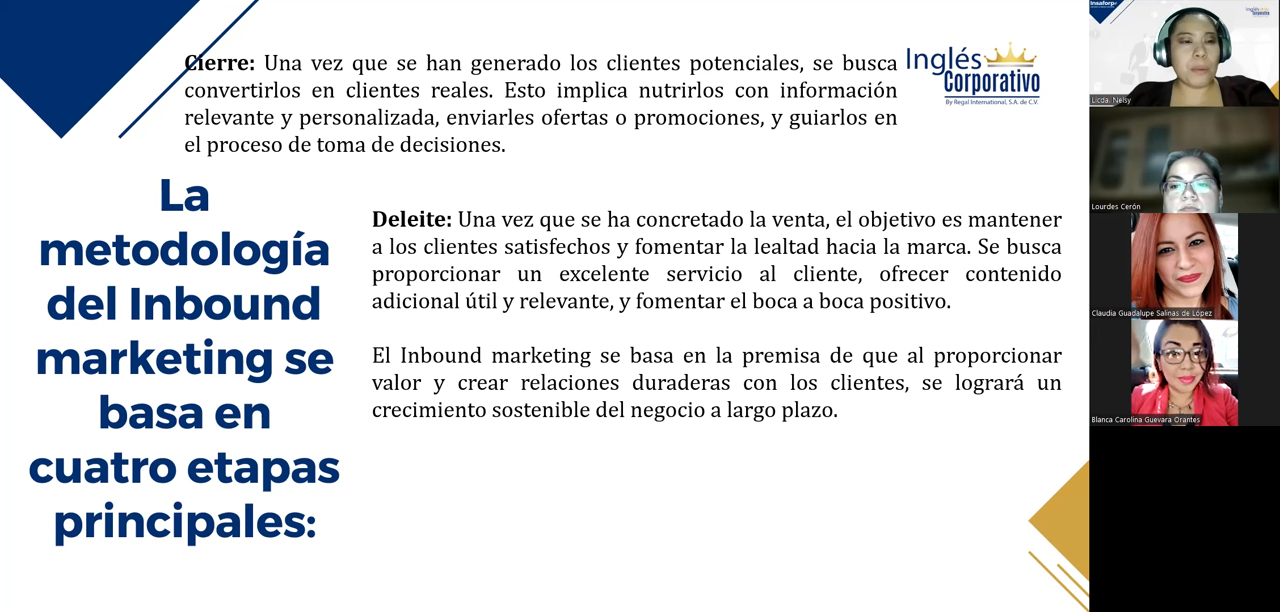 Cierre: Una vez que se han generado los clientes potenciales, se busca
convertirlos en clientes reales. Esto implica nutrirlos con información
relevante y personalizada, enviarles ofertas o promociones, y guiarlos en
el proceso de toma de decisiones.
Inglés
Corporativo
By Regal International, S.A. de C.V.
La
metodología
del Inbound
marketing se
basa en
cuatro etapas
principales:
Deleite: Una vez que se ha concretado la venta, el objetivo es mantener
a los clientes satisfechos y fomentar la lealtad hacia la marca. Se busca
proporcionar un excelente servicio al cliente, ofrecer contenido
adicional útil y relevante, y fomentar el boca a boca positivo.
El Inbound marketing se basa en la premisa de que al proporcionar
valor y crear relaciones duraderas con los clientes, se logrará un
crecimiento sostenible del negocio a largo plazo.
Insaforp
Inglés
Corporativo
Licda. Nelsy
Lourdes Cerón
Claudia Guadalupe Salinas de López
Blanca Carolina Guevara Orantes